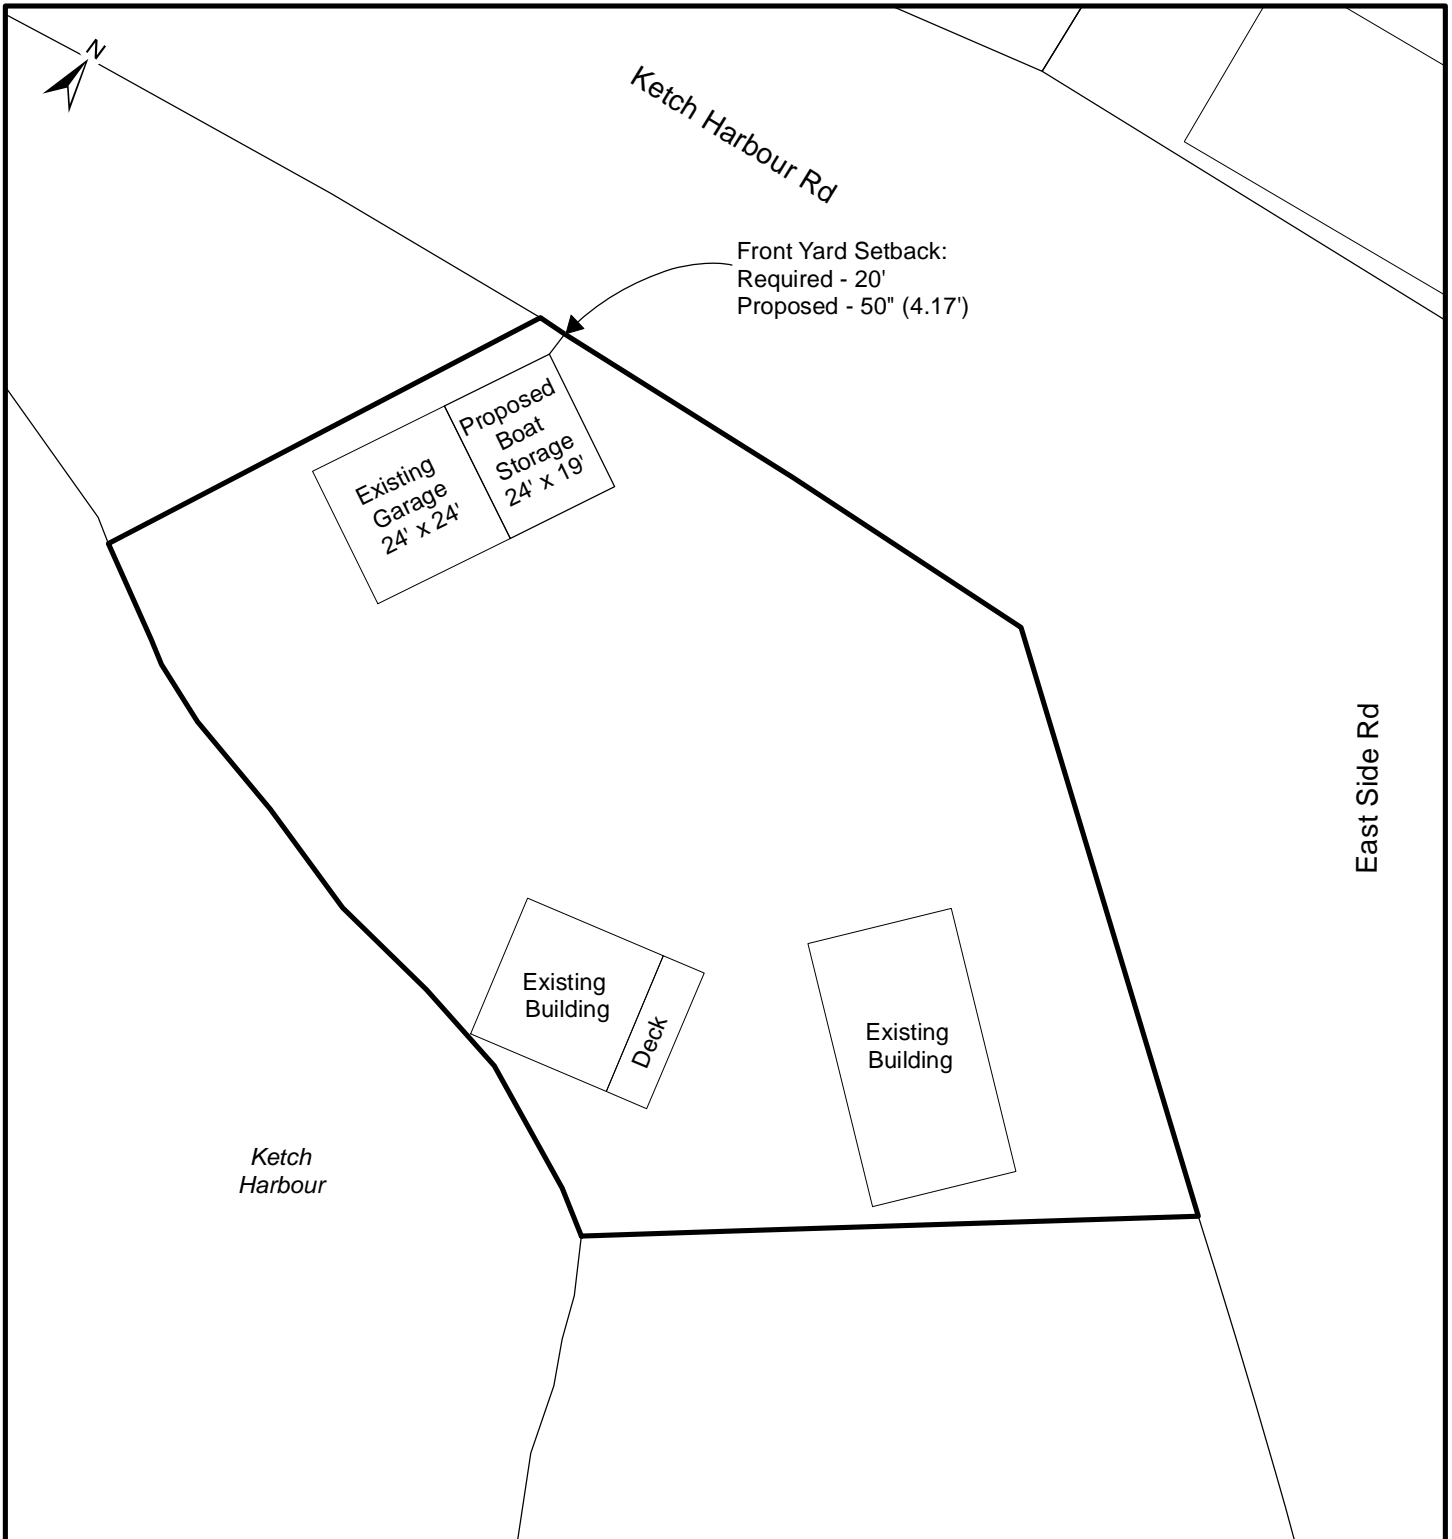 N
Ketch Harbour Rd
Front Yard Setback:
Required - 20'
Proposed - 50" (4.17')
Proposed
Boat
Storage
24' x 19'
Existing
Garage
24' x 24'
East Side Rd
Existing
Building
Deck
Existing
Building
Ketch
Harbour